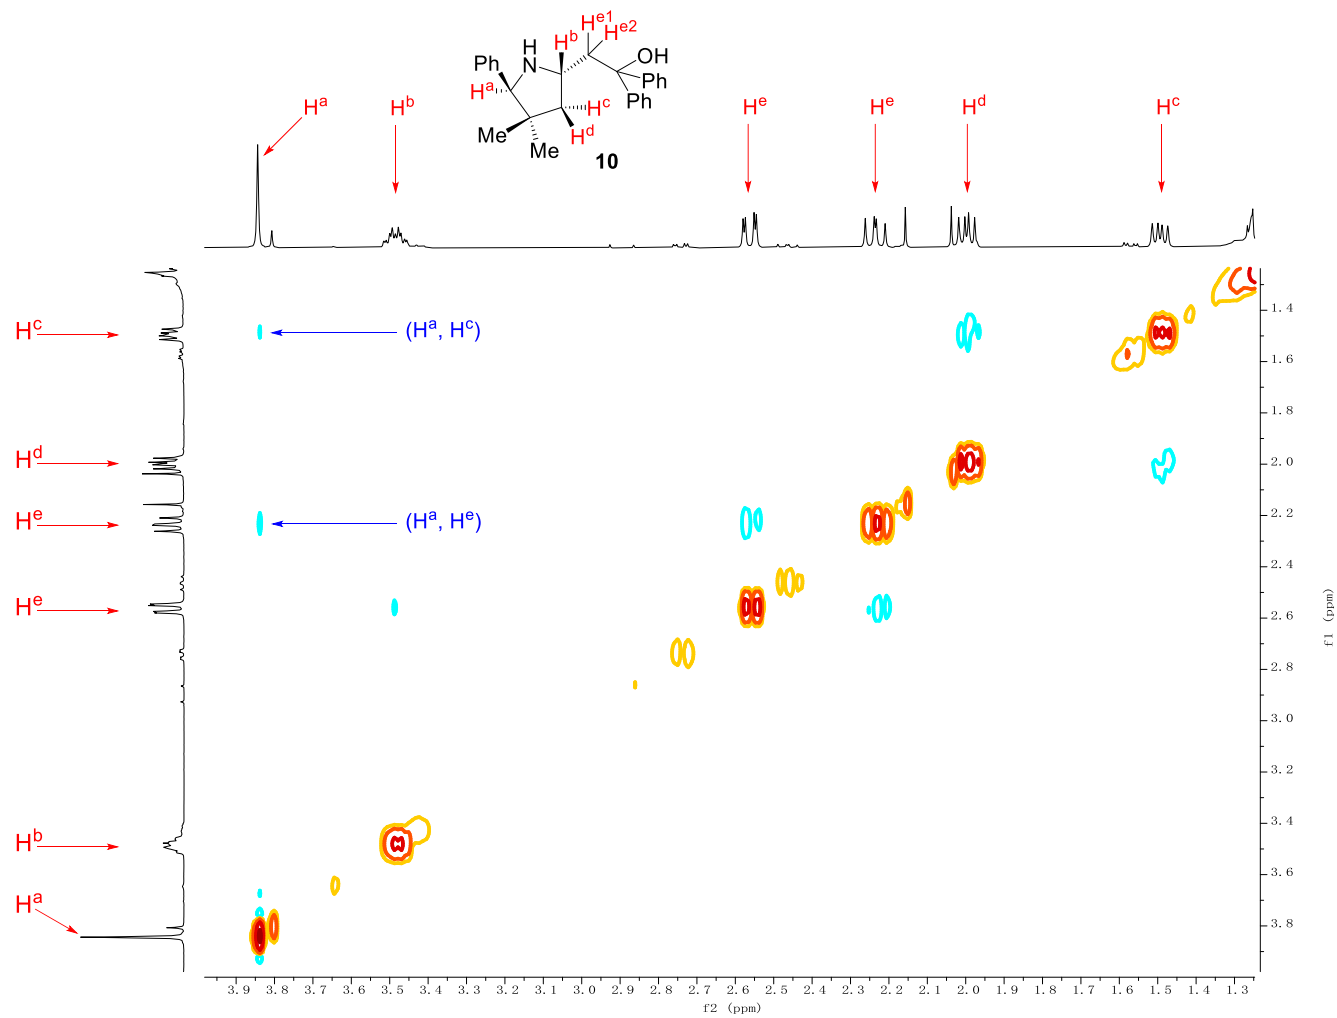 H^e1
H^e2
H
H^b
N
OH
Ph
Ph
H^a
Ph
H^c
H^d
Me
Me
10
H^a
H^b
H^e
H^e
H^d
H^c
H^c
(H^a, H^c)
H^d
H^e
(H^a, H^e)
H^e
H^b
H^a
1.4
1.6
1.8
2.0
2.2
2.4
2.6
2.8
3.0
3.2
3.4
3.6
3.8
f1 (ppm)
3.9 3.8 3.7 3.6 3.5 3.4 3.3 3.2 3.1 3.0 2.9 2.8 2.7 2.6 2.5 2.4 2.3 2.2 2.1 2.0 1.9 1.8 1.7 1.6 1.5 1.4 1.3
f2 (ppm)